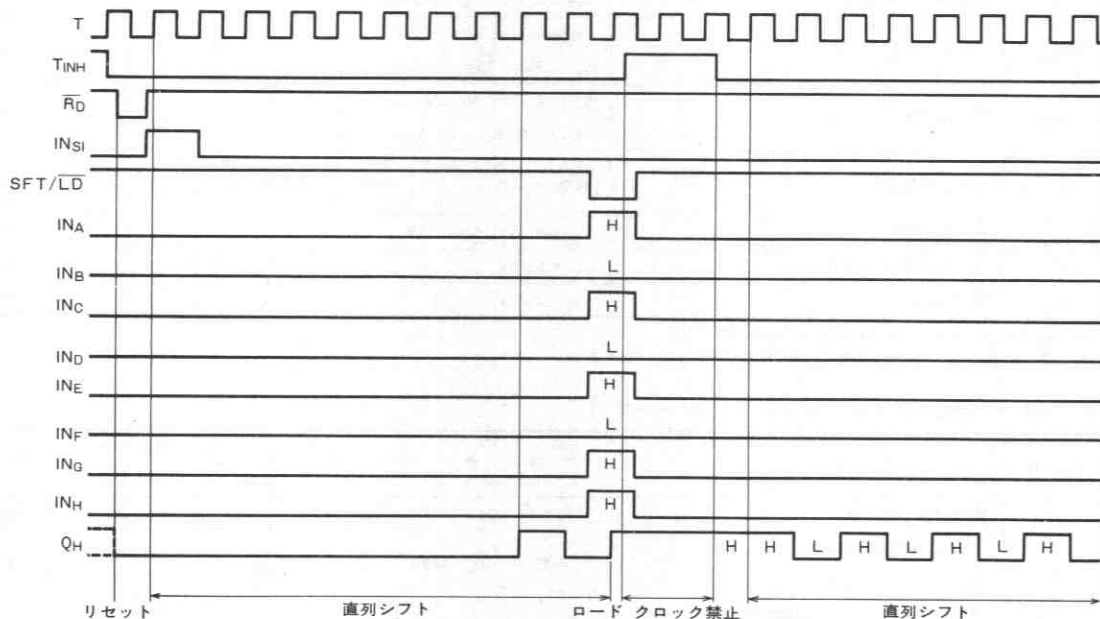 T
TINH
RD
INSI
SFT/LD
INA
H
INB
L
INC
H
IND
L
INE
H
INF
L
ING
H
INH
H
QH
H H L H L H L H
リセット 直列シフト ロード クロック禁止 直列シフト